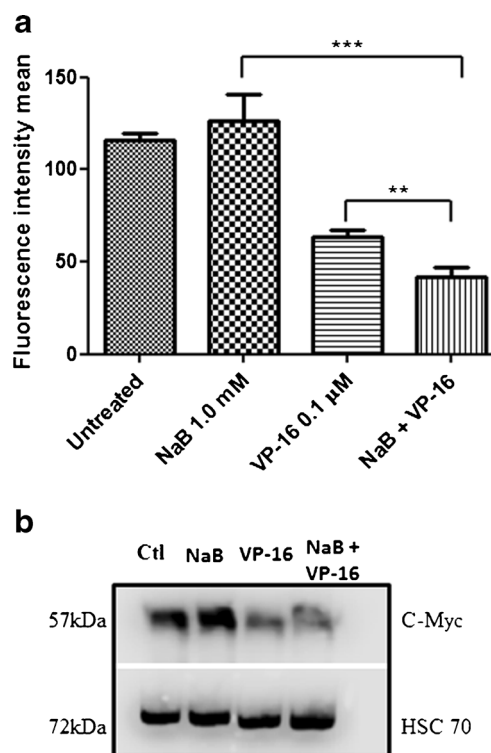 a
***
150
**
100
50
0
Fluorescence intensity mean
Untreated
NaB 1.0 mM
VP-16 0.1 µM
NaB + VP-16
b
Ctl NaB VP-16 NaB +
VP-16
57kDa C-Myc
72kDa HSC 70